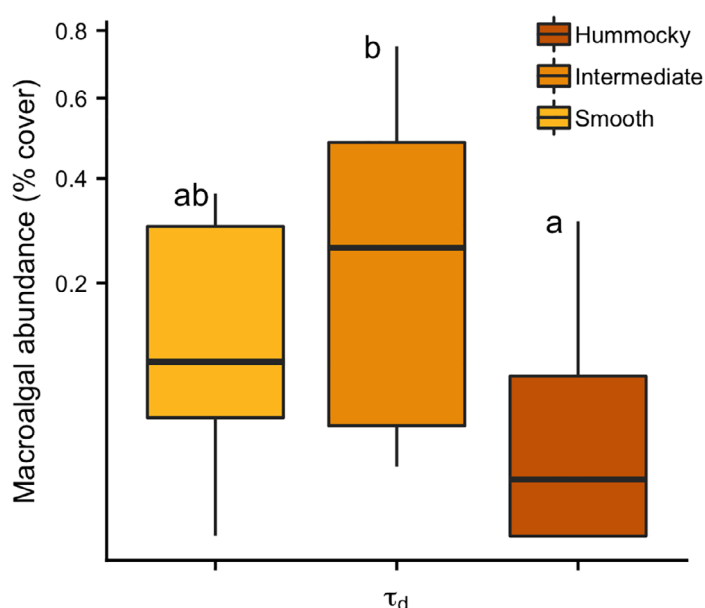 Macroalgal abundance (% cover)
0.8
0.6
0.4
0.2
ab
b
a
Hummocky
Intermediate
Smooth
τd